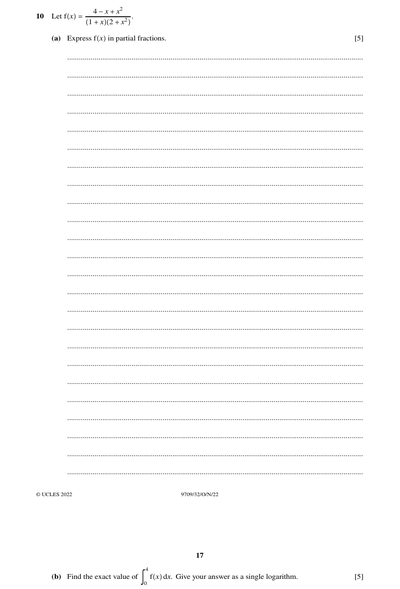 10 Let f(x) = (4 − x + x²)/((1 + x)(2 + x²)).
(a) Express f(x) in partial fractions. [5]
© UCLES 2022 9709/32/O/N/22
17
(b) Find the exact value of ∫₀⁴ f(x) dx. Give your answer as a single logarithm. [5]